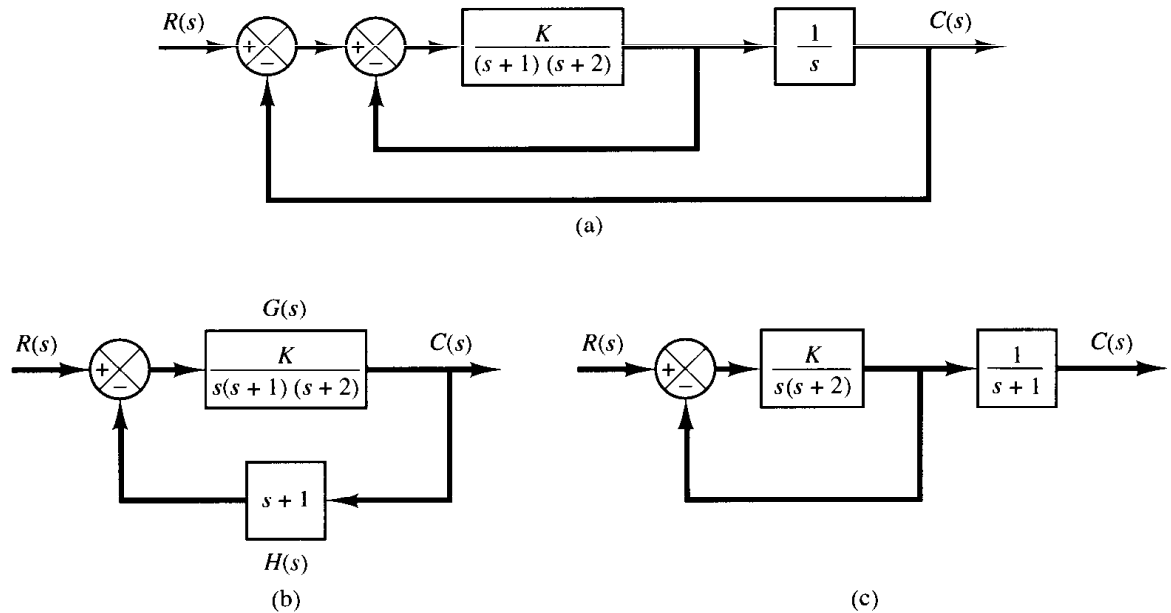 R(s)
+
−
+
−
K
(s + 1) (s + 2)
1
s
C(s)
(a)
G(s)
R(s)
+
−
K
s(s + 1) (s + 2)
C(s)
s + 1
H(s)
(b)
R(s)
+
−
K
s(s + 2)
1
s + 1
C(s)
(c)